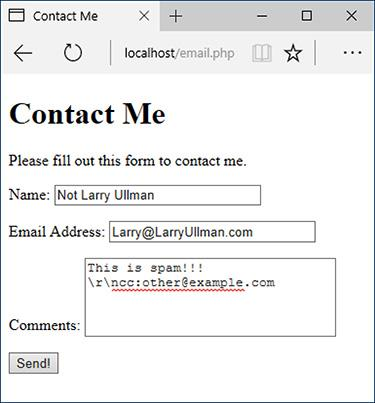 Contact Me
localhost/email.php
Contact Me
Please fill out this form to contact me.
Name: Not Larry Ullman
Email Address: Larry@LarryUllman.com
This is spam!!!
\r\ncc:other@example.com
Comments:
Send!